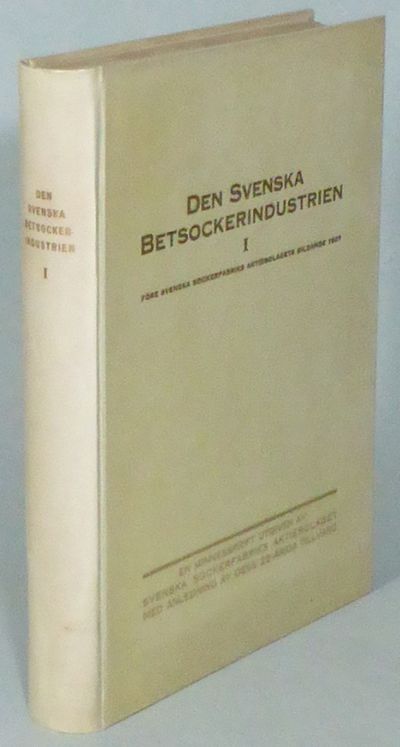 DEN
SVENSKA
BETSOCKER-
INDUSTRIEN
I
DEN SVENSKA
BETSOCKERINDUSTRIEN
I
FÖRE SVENSKA SOCKERFABRIKS AKTIEBOLAGETS BILDANDE 1907
EN MINNESSKRIFT UTGIVEN AV
SVENSKA SOCKERFABRIKS AKTIEBOLAGET
MED ANLEDNING AV DESS 25-ÅRIGA TILLVARO